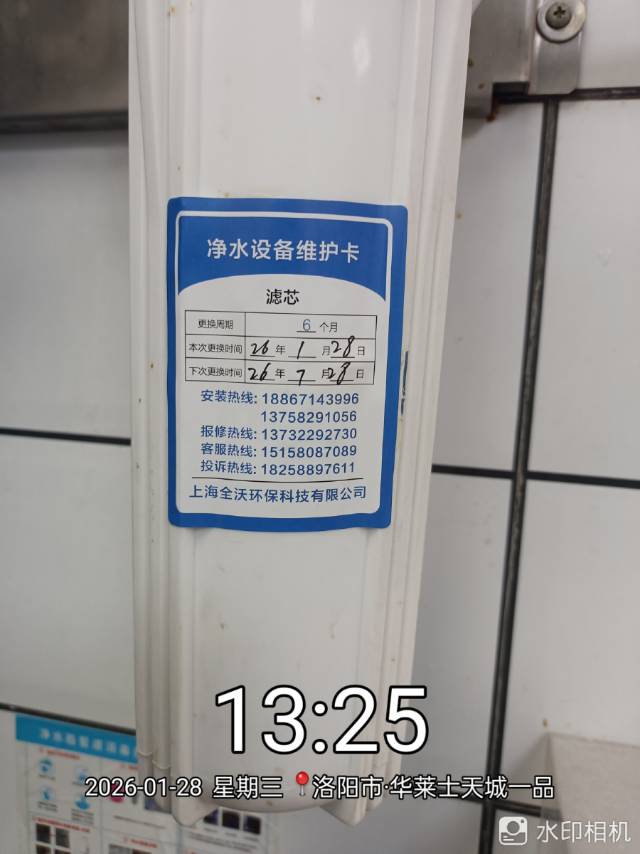 净水设备维护卡
滤芯
更换周期 6 个月
本次更换时间 26 年 1 月 28 日
下次更换时间 26 年 7 月 28 日
安装热线: 18867143996
13758291056
报修热线: 13732292730
客服热线: 15158087089
投诉热线: 18258897611
上海全沃环保科技有限公司
13:25
2026-01-28 星期三 洛阳市·华莱士天城一品
水印相机